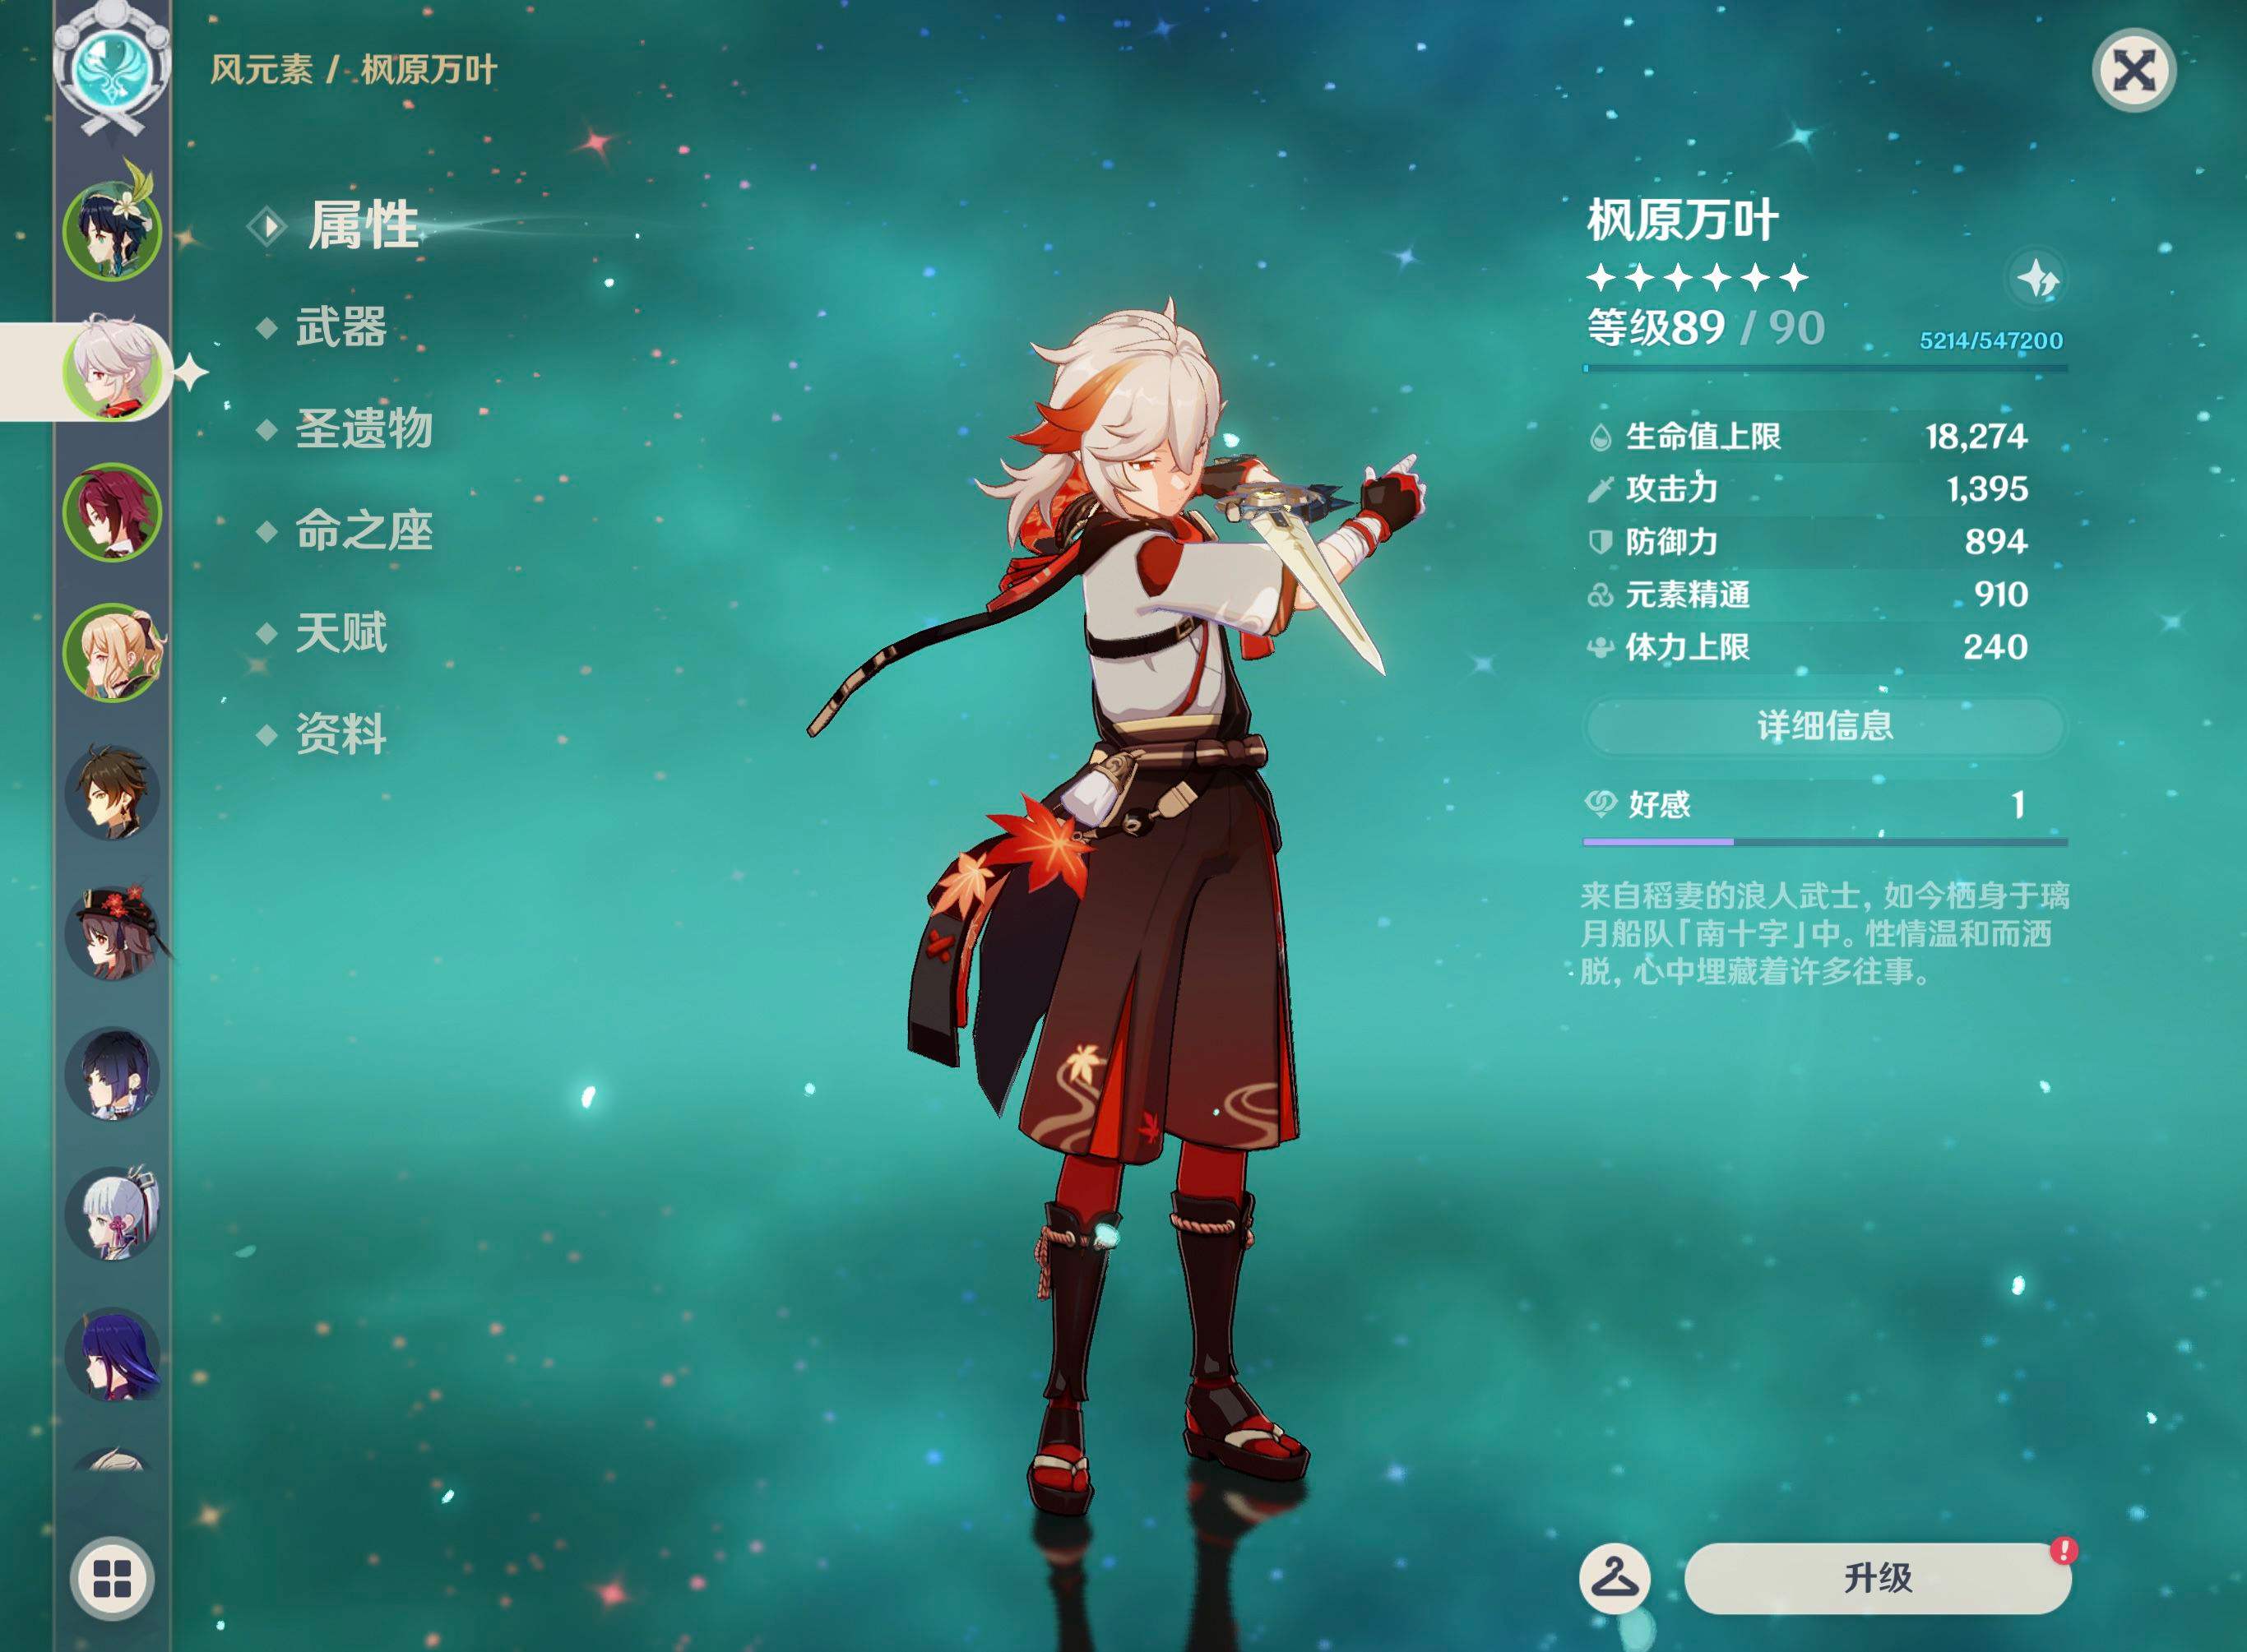 风元素 / 枫原万叶
属性
武器
圣遗物
命之座
天赋
资料
枫原万叶
等级89 / 90
5214/547200
生命值上限 18,274
攻击力 1,395
防御力 894
元素精通 910
体力上限 240
详细信息
好感 1
来自稻妻的浪人武士，如今栖身于璃
月船队「南十字」中。性情温和而洒
脱，心中埋藏着许多往事。
升级